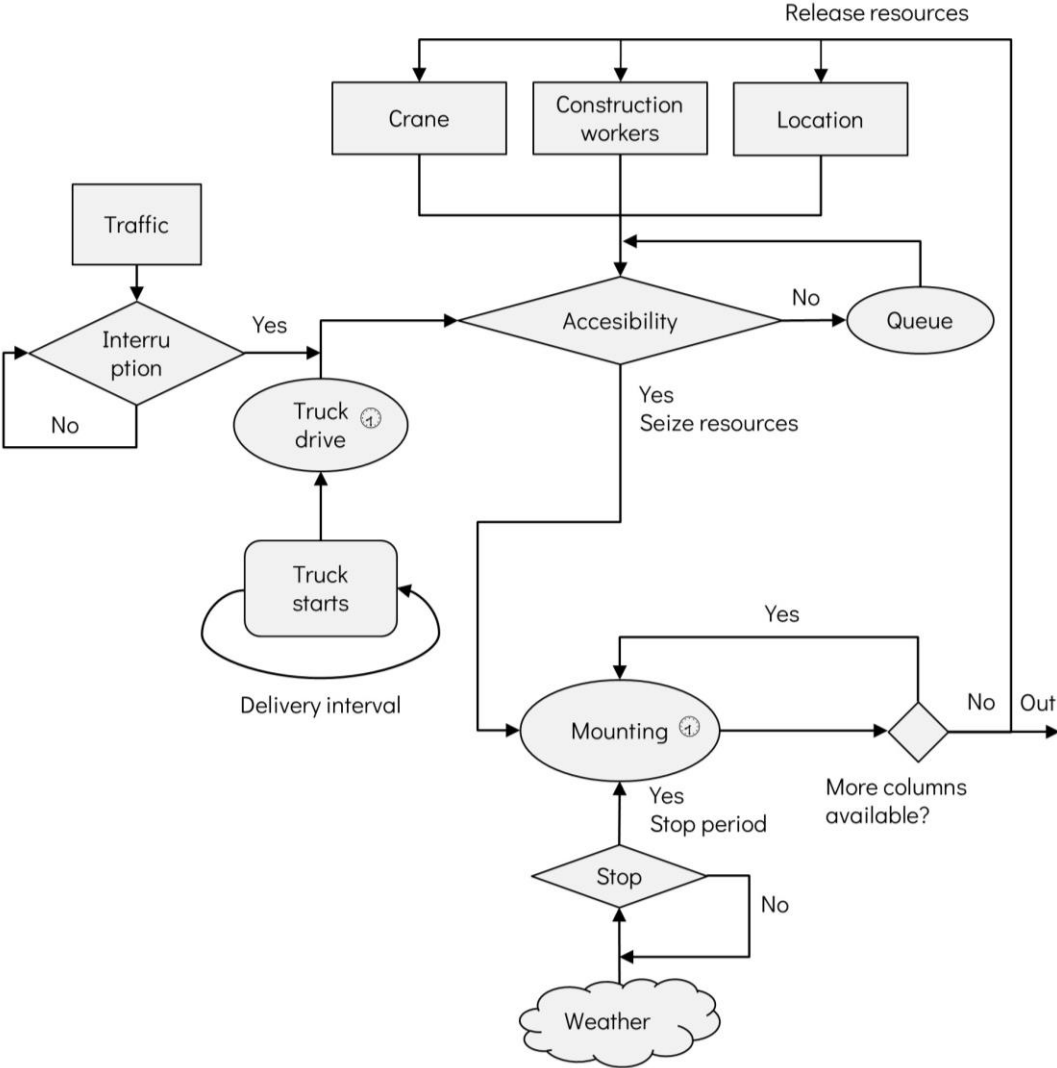 Release resources
Crane
Construction
workers
Location
Traffic
Interru
ption
Yes
No
Truck
drive
Accesibility
No
Queue
Yes
Seize resources
Truck
starts
Delivery interval
Yes
Mounting
No
Out
More columns
available?
Yes
Stop period
Stop
No
Weather